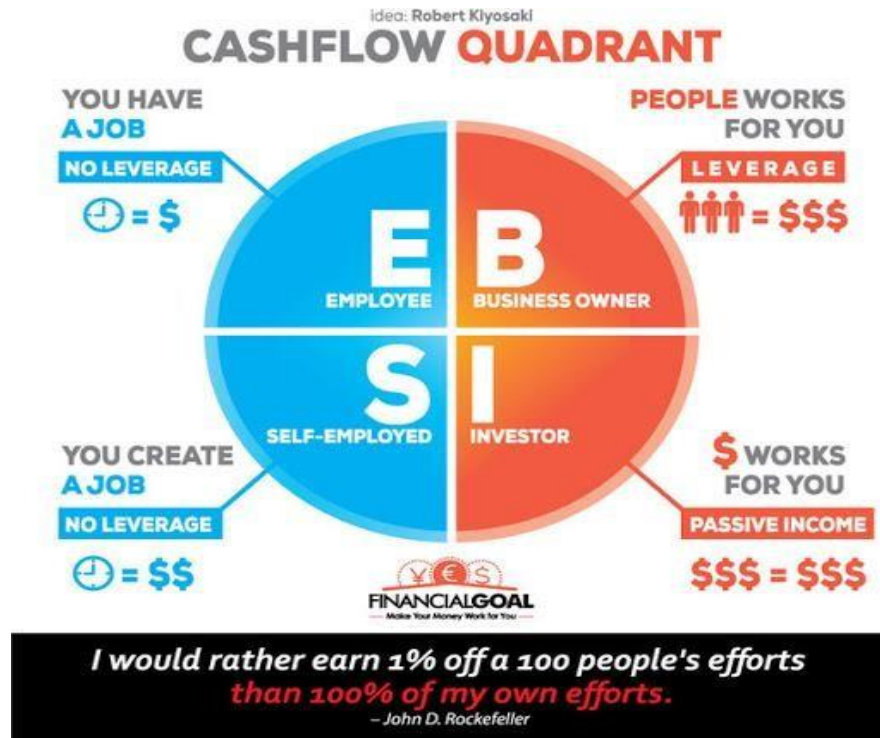 idea: Robert Kiyosaki
CASHFLOW QUADRANT
YOU HAVE
A JOB
NO LEVERAGE
= $
PEOPLE WORKS
FOR YOU
LEVERAGE
= $$$
E
EMPLOYEE
B
BUSINESS OWNER
S
SELF-EMPLOYED
I
INVESTOR
YOU CREATE
A JOB
NO LEVERAGE
= $$
$ WORKS
FOR YOU
PASSIVE INCOME
$$$ = $$$
¥ € $
FINANCIALGOAL
Make Your Money Work for You
I would rather earn 1% off a 100 people's efforts
than 100% of my own efforts.
– John D. Rockefeller